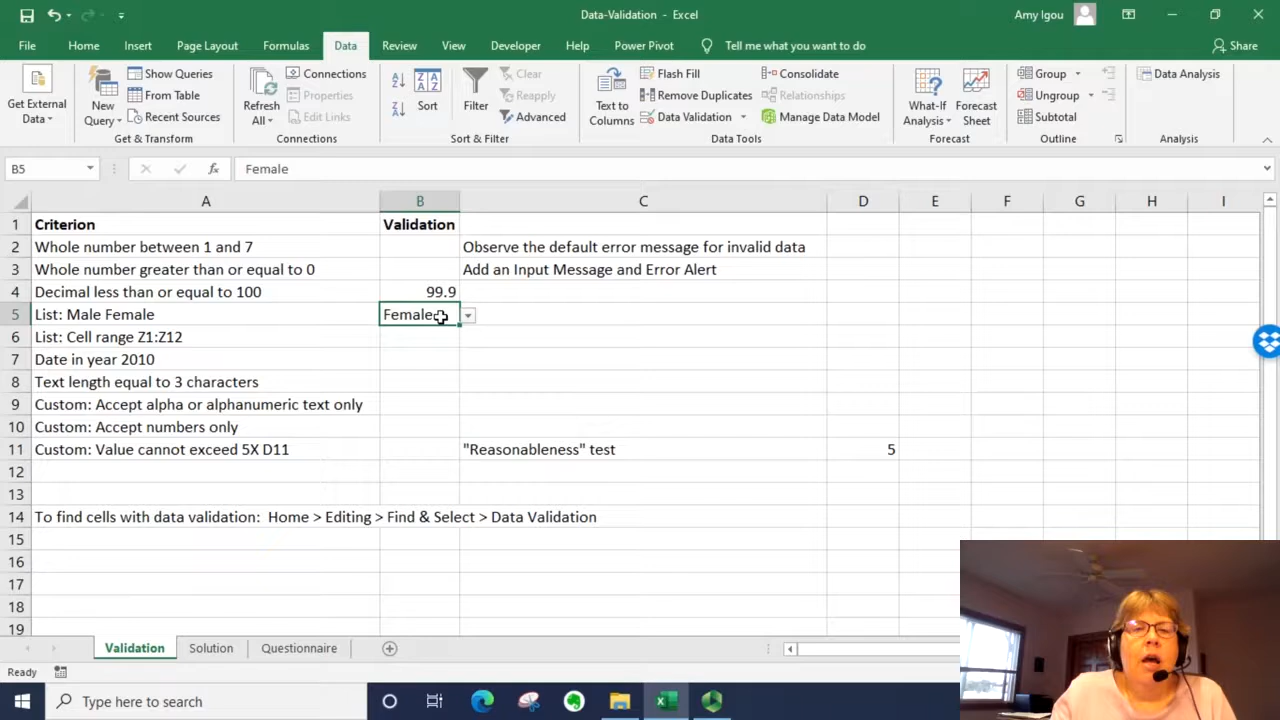 Data-Validation - Excel
Amy Igou
File Home Insert Page Layout Formulas Data Review View Developer Help Power Pivot Tell me what you want to do Share
Get External Data
New Query
Show Queries
From Table
Recent Sources
Get & Transform
Refresh All
Connections
Properties
Edit Links
Connections
Sort
Filter
Clear
Reapply
Advanced
Sort & Filter
Text to Columns
Flash Fill
Remove Duplicates
Data Validation
Consolidate
Relationships
Manage Data Model
Data Tools
What-If Analysis
Forecast Sheet
Forecast
Group
Ungroup
Subtotal
Outline
Data Analysis
Analysis
B5 fx Female
A B C D E F G H I
1 Criterion Validation
2 Whole number between 1 and 7 Observe the default error message for invalid data
3 Whole number greater than or equal to 0 Add an Input Message and Error Alert
4 Decimal less than or equal to 100 99.9
5 List: Male Female Female
6 List: Cell range Z1:Z12
7 Date in year 2010
8 Text length equal to 3 characters
9 Custom: Accept alpha or alphanumeric text only
10 Custom: Accept numbers only
11 Custom: Value cannot exceed 5X D11 "Reasonableness" test 5
12
13
14 To find cells with data validation: Home > Editing > Find & Select > Data Validation
15
16
17
18
19
Validation Solution Questionnaire
Ready
Type here to search